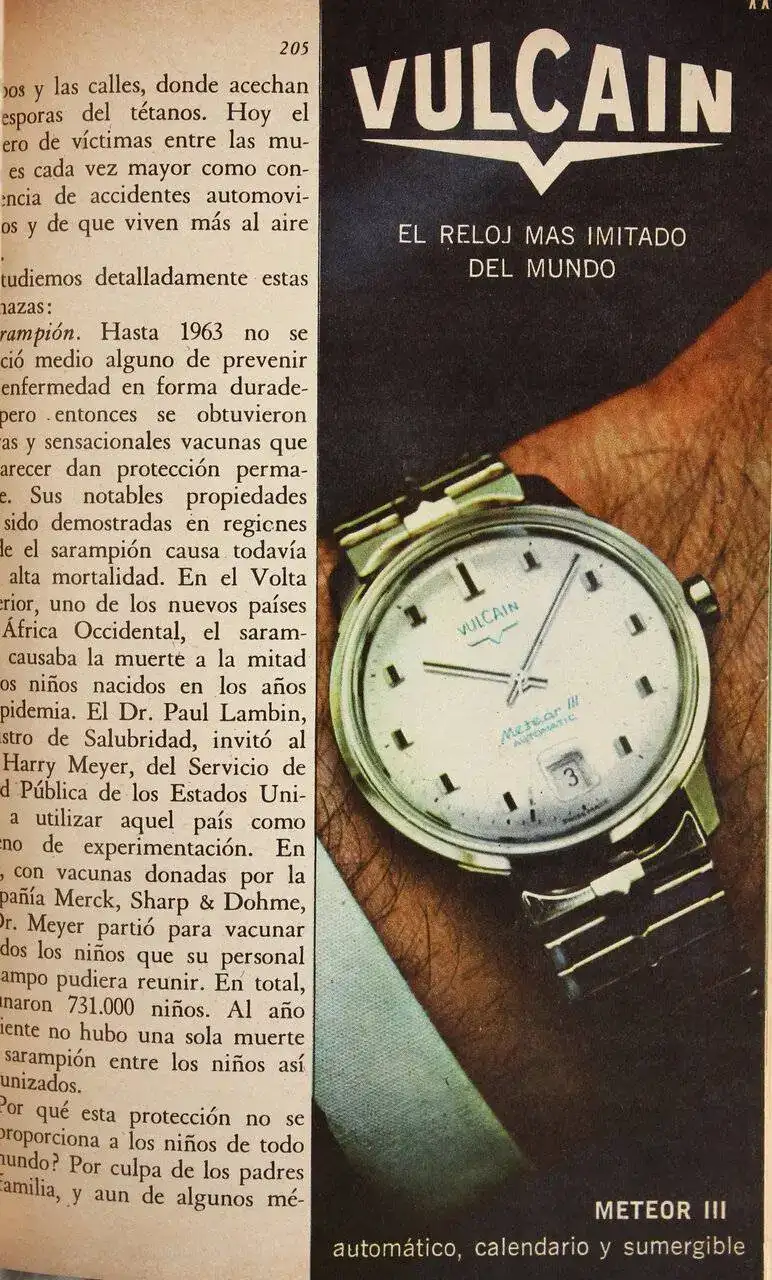 205
os y las calles, donde acechan
esporas del tétanos. Hoy el
ero de víctimas entre las mu-
es cada vez mayor como con-
encia de accidentes automovi-
os y de que viven más al aire
.
tudiemos detalladamente estas
nazas:
rampión. Hasta 1963 no se
ció medio alguno de prevenir
enfermedad en forma durade-
pero entonces se obtuvieron
as y sensacionales vacunas que
arecer dan protección perma-
e. Sus notables propiedades
sido demostradas en regiones
le el sarampión causa todavía
alta mortalidad. En el Volta
erior, uno de los nuevos países
África Occidental, el saram-
causaba la muerte a la mitad
os niños nacidos en los años
pidemia. El Dr. Paul Lambin,
stro de Salubridad, invitó al
Harry Meyer, del Servicio de
d Pública de los Estados Uni-
a utilizar aquel país como
no de experimentación. En
, con vacunas donadas por la
pañía Merck, Sharp & Dohme,
Dr. Meyer partió para vacunar
dos los niños que su personal
ampo pudiera reunir. En total,
unaron 731.000 niños. Al año
iente no hubo una sola muerte
sarampión entre los niños así
unizados.
Por qué esta protección no se
proporciona a los niños de todo
mundo? Por culpa de los padres
familia, y aun de algunos mé-
VULCAIN
EL RELOJ MAS IMITADO
DEL MUNDO
VULCAIN
Meteor III
AUTOMATIC
3
METEOR III
automático, calendario y sumergible